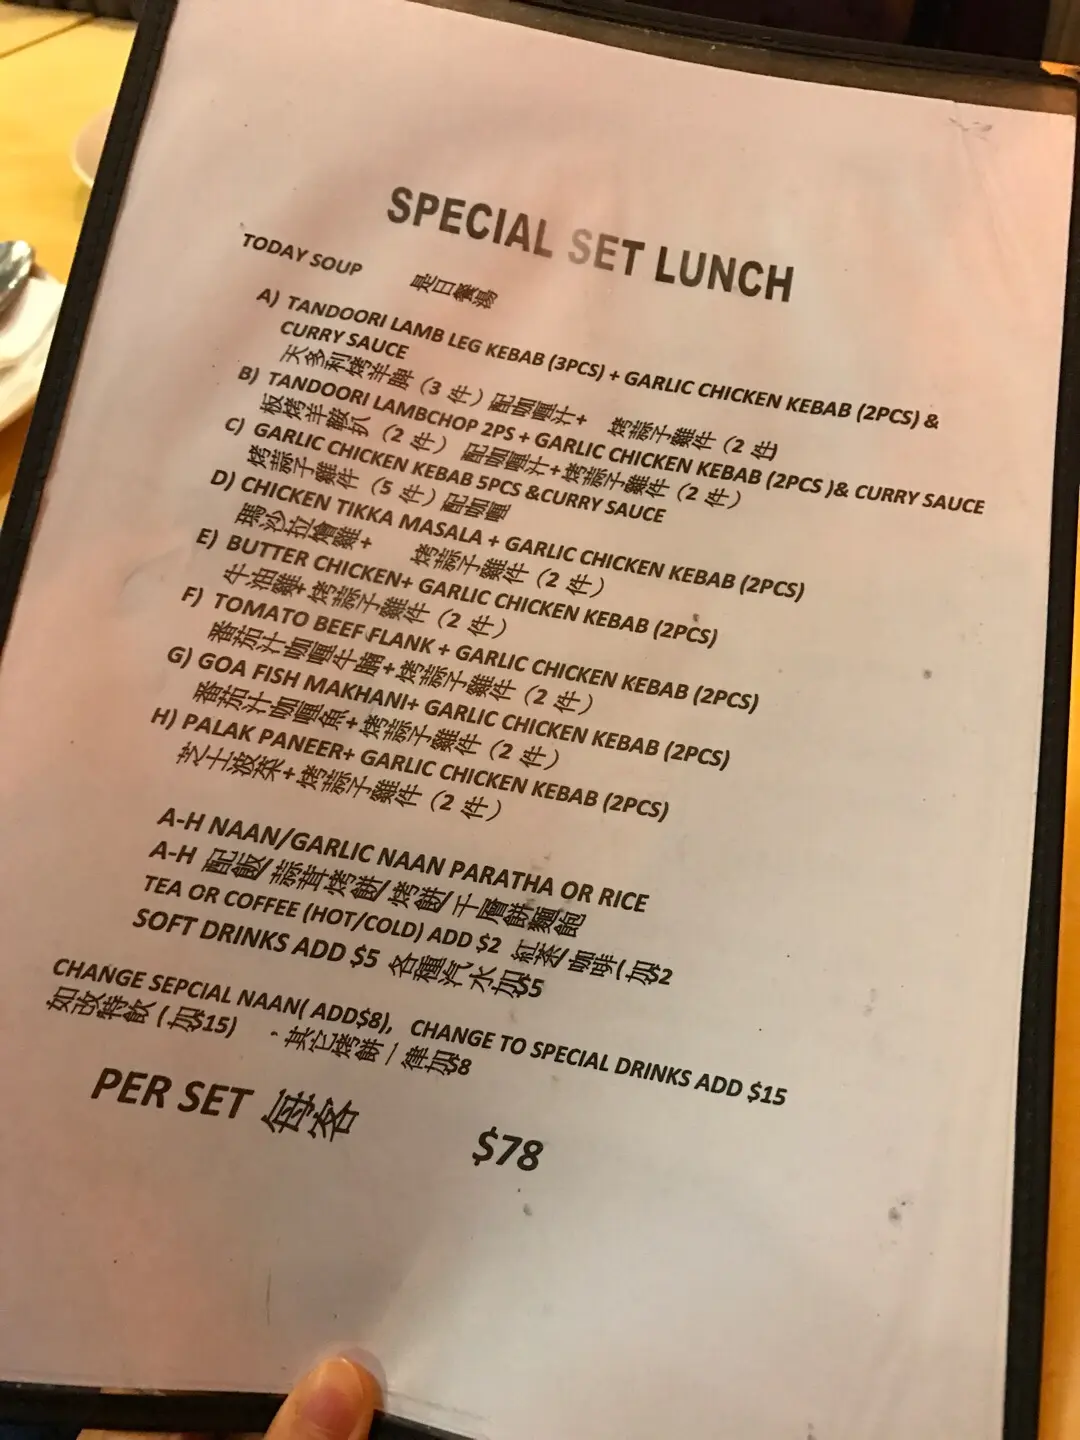 SPECIAL SET LUNCH
TODAY SOUP 是日餐湯
A) TANDOORI LAMB LEG KEBAB (3PCS) + GARLIC CHICKEN KEBAB (2PCS) &
CURRY SAUCE
天多利烤羊脾（3 件）配咖喱汁+ 烤蒜子雞件（2 件)
B) TANDOORI LAMBCHOP 2PS + GARLIC CHICKEN KEBAB (2PCS )& CURRY SAUCE
板烤羊鞍扒（2 件） 配咖喱汁+烤蒜子雞件（2 件）
C) GARLIC CHICKEN KEBAB 5PCS &CURRY SAUCE
烤蒜子雞件（5 件）配咖喱
D) CHICKEN TIKKA MASALA + GARLIC CHICKEN KEBAB (2PCS)
瑪沙拉燴雞+ 烤蒜子雞件（2 件）
E) BUTTER CHICKEN+ GARLIC CHICKEN KEBAB (2PCS)
牛油雞+烤蒜子雞件（2 件）
F) TOMATO BEEF FLANK + GARLIC CHICKEN KEBAB (2PCS)
番茄汁咖喱牛腩+烤蒜子雞件（2 件）
G) GOA FISH MAKHANI+ GARLIC CHICKEN KEBAB (2PCS)
番茄汁咖喱魚+烤蒜子雞件（2 件）
H) PALAK PANEER+ GARLIC CHICKEN KEBAB (2PCS)
芝士菠菜+烤蒜子雞件（2 件）
A-H NAAN/GARLIC NAAN PARATHA OR RICE
A-H 配飯/蒜茸烤餅/烤餅/千層餅麵飽
TEA OR COFFEE (HOT/COLD) ADD $2 紅茶/咖啡(加$2
SOFT DRINKS ADD $5 各種汽水加$5
CHANGE SEPCIAL NAAN( ADD$8), CHANGE TO SPECIAL DRINKS ADD $15
如改特飲(加$15) 、其它烤餅一律加$8
PER SET 每客 $78